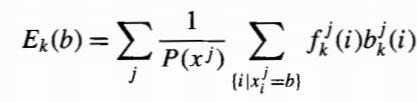 E_k(b) = \sum_j \frac{1}{P(x^j)} \sum_{\{i|x_i^j=b\}} f_k^j(i) b_k^j(i)